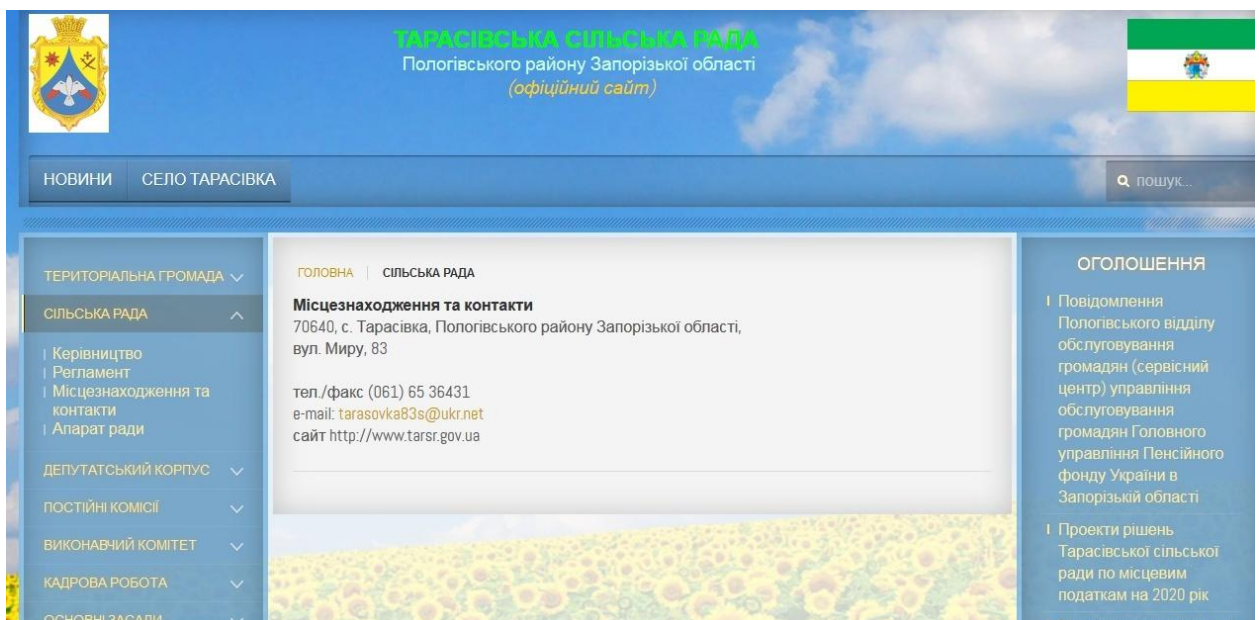 ТАРАСІВСЬКА СІЛЬСЬКА РАДА
Пологівського району Запорізької області
(офіційний сайт)
НОВИНИ
СЕЛО ТАРАСІВКА
пошук...
ТЕРИТОРІАЛЬНА ГРОМАДА
СІЛЬСЬКА РАДА
Керівництво
Регламент
Місцезнаходження та
контакти
Апарат ради
ДЕПУТАТСЬКИЙ КОРПУС
ПОСТІЙНІ КОМІСІЇ
ВИКОНАВЧИЙ КОМІТЕТ
КАДРОВА РОБОТА
ОСНОВНІ ЗАСАДИ
ГОЛОВНА | СІЛЬСЬКА РАДА
Місцезнаходження та контакти
70640, с. Тарасівка, Пологівського району Запорізької області,
вул. Миру, 83
тел./факс (061) 65 36431
e-mail: tarasovka83s@ukr.net
сайт http://www.tarsr.gov.ua
ОГОЛОШЕННЯ
Повідомлення
Пологівського відділу
обслуговування
громадян (сервісний
центр) управління
обслуговування
громадян Головного
управління Пенсійного
фонду України в
Запорізькій області
Проекти рішень
Тарасівської сільської
ради по місцевим
податкам на 2020 рік